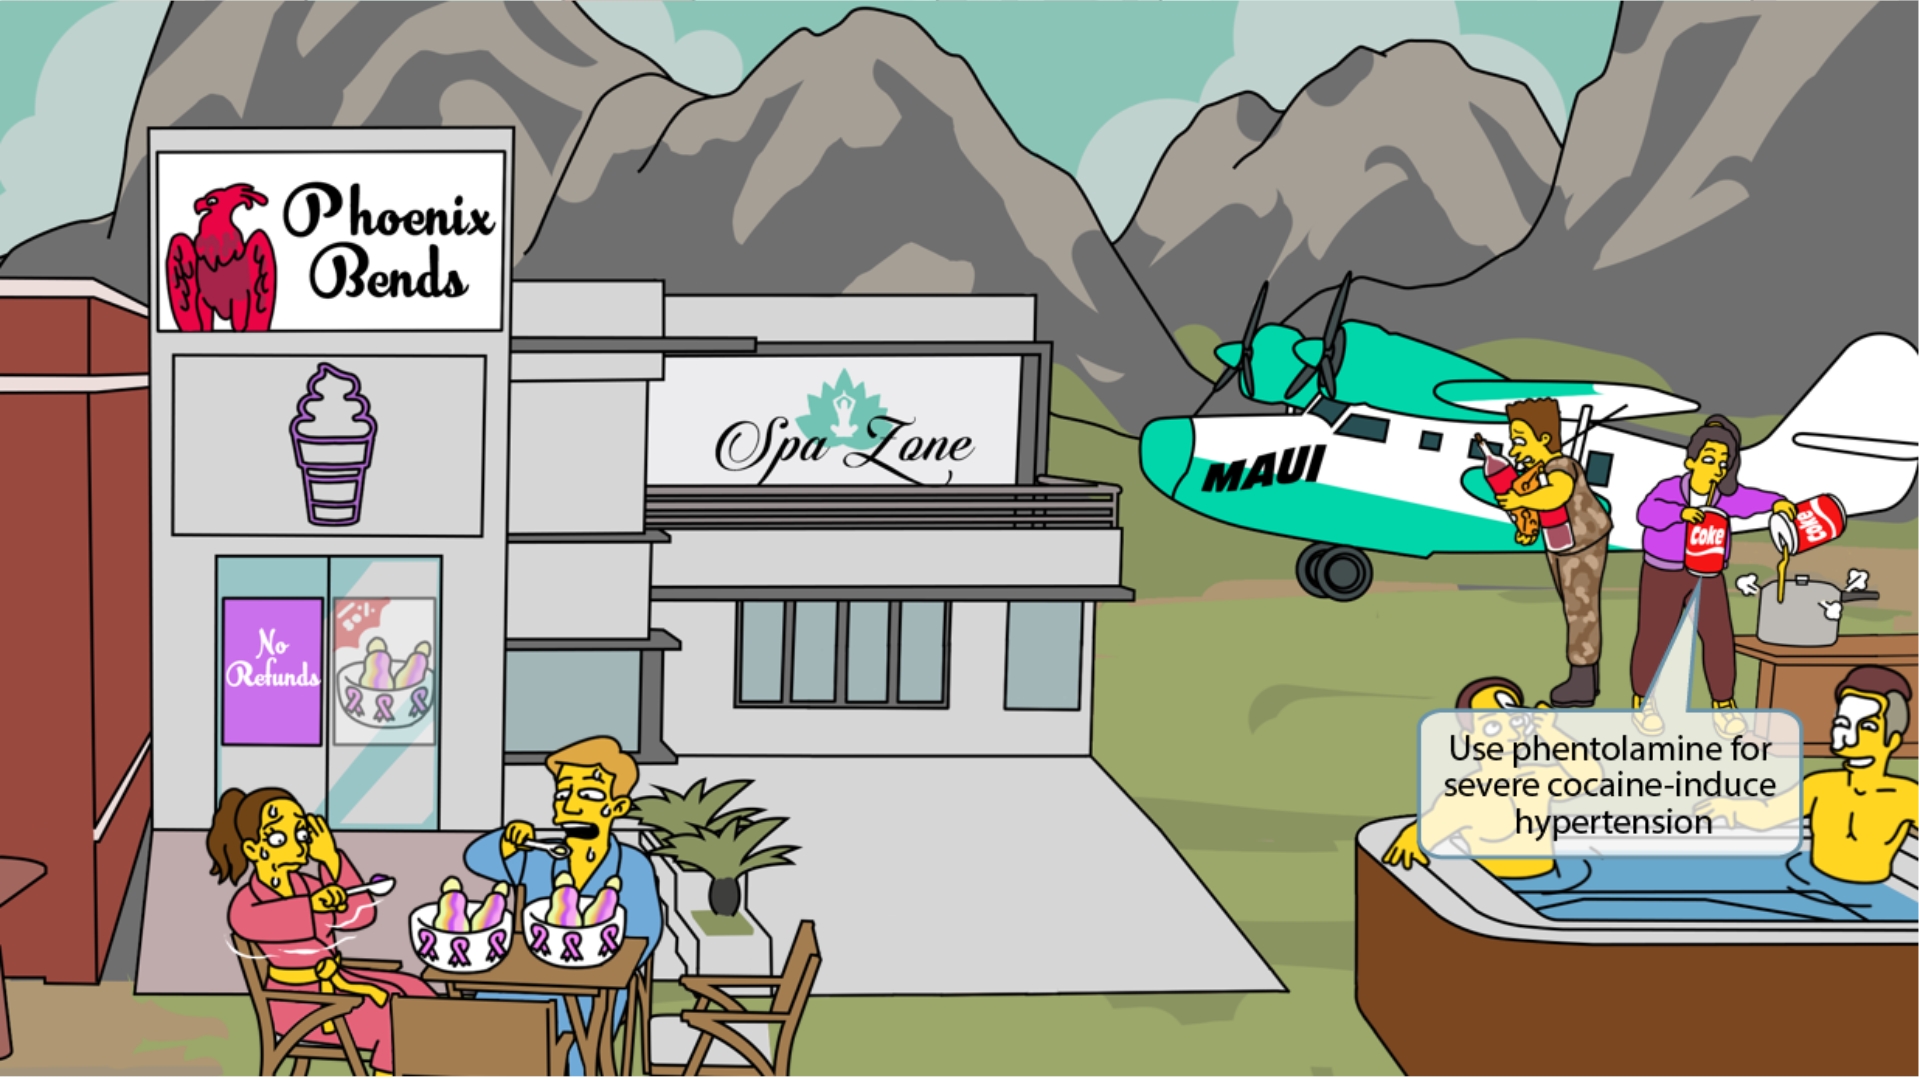 Phoenix
Bends
Spa Zone
MAUI
coke
coke
No
Refunds
Use phentolamine for
severe cocaine-induce
hypertension